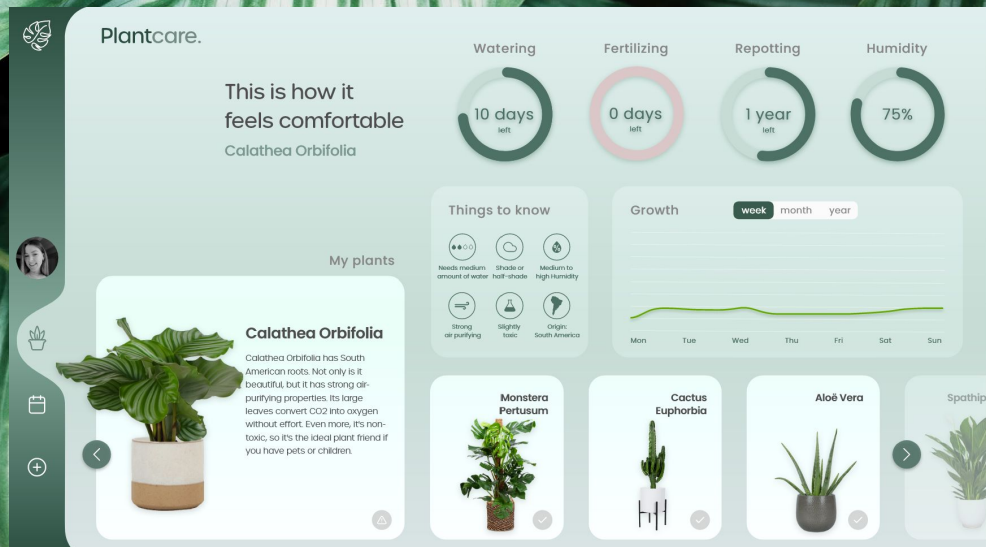 Plantcare.
This is how it
feels comfortable
Calathea Orbifolia
Watering
10 days
left
Fertilizing
0 days
left
Repotting
1 year
left
Humidity
75%
Things to know
Needs medium
amount of water
Shade or
half-shade
Medium to
high Humidity
Strong
air purifying
Slightly
toxic
Origin:
South America
Growth
week month year
Mon Tue Wed Thu Fri Sat Sun
My plants
Calathea Orbifolia
Calathea Orbifolia has South
American roots. Not only is it
beautiful, but it has strong air-
purifying properties. Its large
leaves convert CO2 into oxygen
without effort. Even more, it's non-
toxic, so it's the ideal plant friend if
you have pets or children.
Monstera
Pertusum
Cactus
Euphorbia
Aloë Vera
Spathip